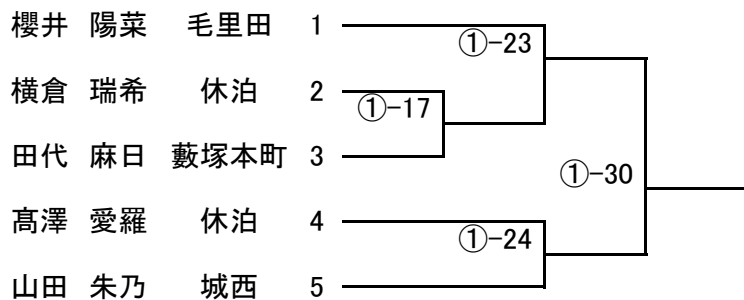 櫻井 陽菜 毛里田 1
①-23
横倉 瑞希 休泊 2
①-17
田代 麻日 藪塚本町 3
①-30
髙澤 愛羅 休泊 4
①-24
山田 朱乃 城西 5